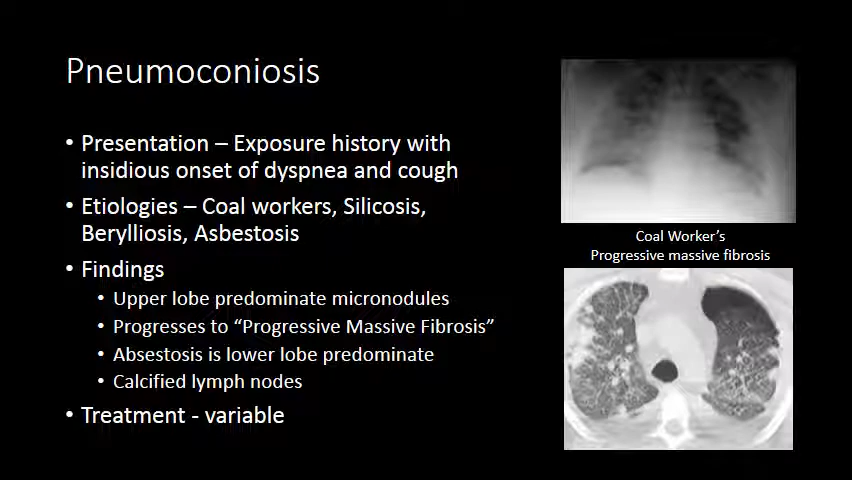 Pneumoconiosis
• Presentation – Exposure history with
insidious onset of dyspnea and cough
• Etiologies – Coal workers, Silicosis,
Berylliosis, Asbestosis
• Findings
• Upper lobe predominate micronodules
• Progresses to “Progressive Massive Fibrosis”
• Absestosis is lower lobe predominate
• Calcified lymph nodes
• Treatment - variable
Coal Worker’s
Progressive massive fibrosis